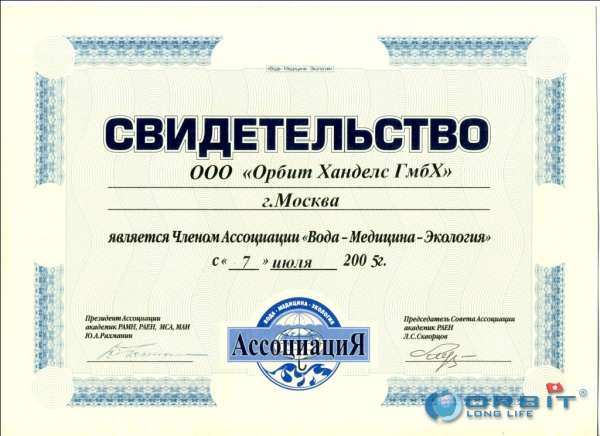 «Вода - Медицина - Экология»
СВИДЕТЕЛЬСТВО
ООО «Орбит Ханделс ГмбХ»
г.Москва
является Членом Ассоциации «Вода – Медицина – Экология»
с « 7 » июля 2005г.
Президент Ассоциации
академик РАМН, РАЕН, МСА, МАИ
Ю.А.Рахманин
ВОДА - МЕДИЦИНА - ЭКОЛОГИЯ
АссоциациЯ
Председатель Совета Ассоциации
академик РАЕН
Л.С.Скворцов
ORBIT
LONG LIFE